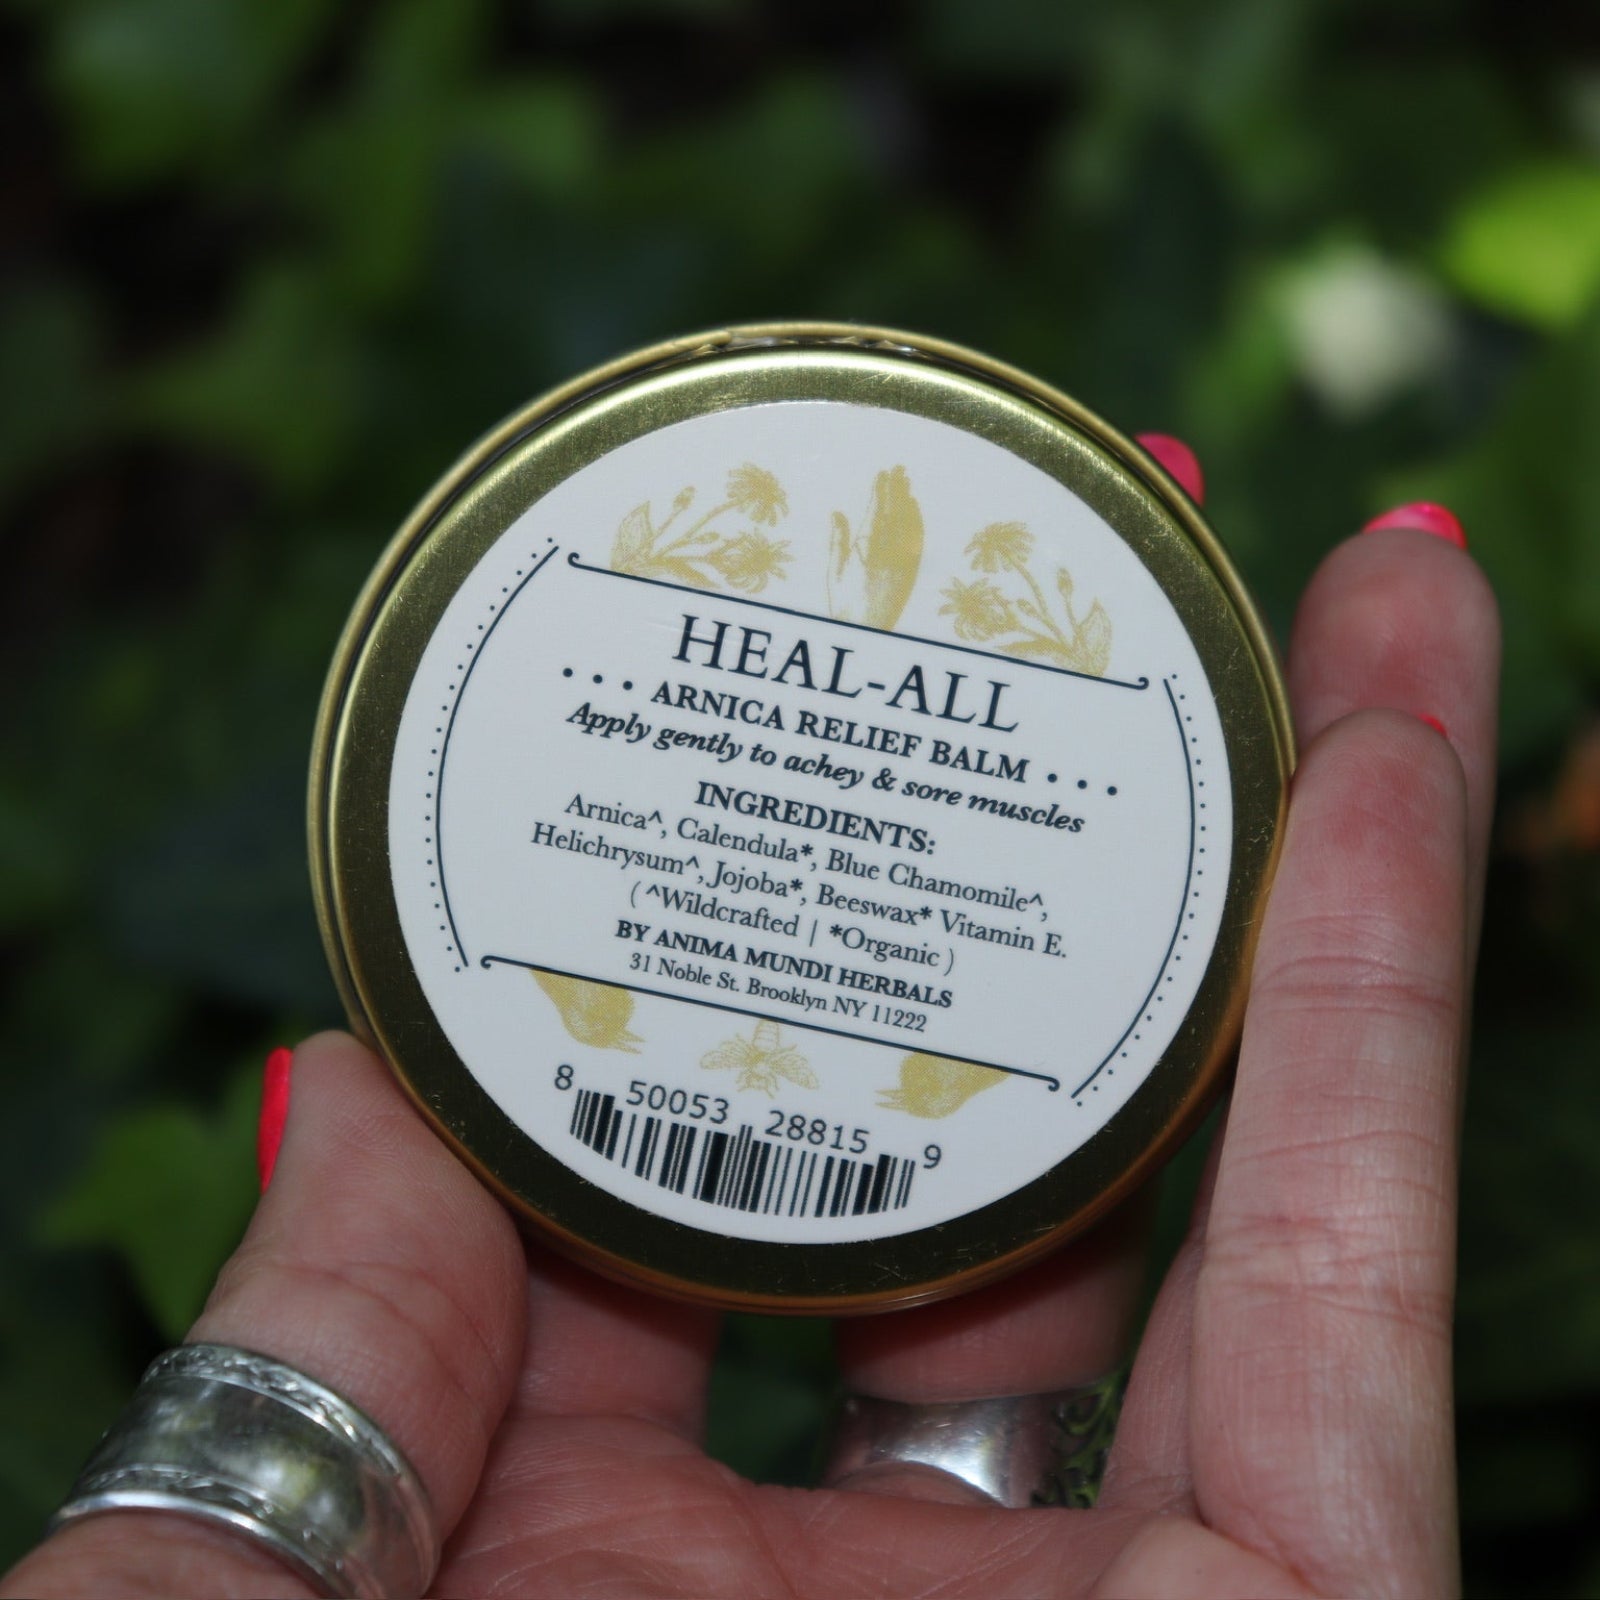 HEAL-ALL
... ARNICA RELIEF BALM ...
Apply gently to achey & sore muscles
INGREDIENTS:
Arnica^, Calendula*, Blue Chamomile^,
Helichrysum^, Jojoba*, Beeswax* Vitamin E.
( ^Wildcrafted | *Organic )
BY ANIMA MUNDI HERBALS
31 Noble St. Brooklyn NY 11222
8 50053 28815 9